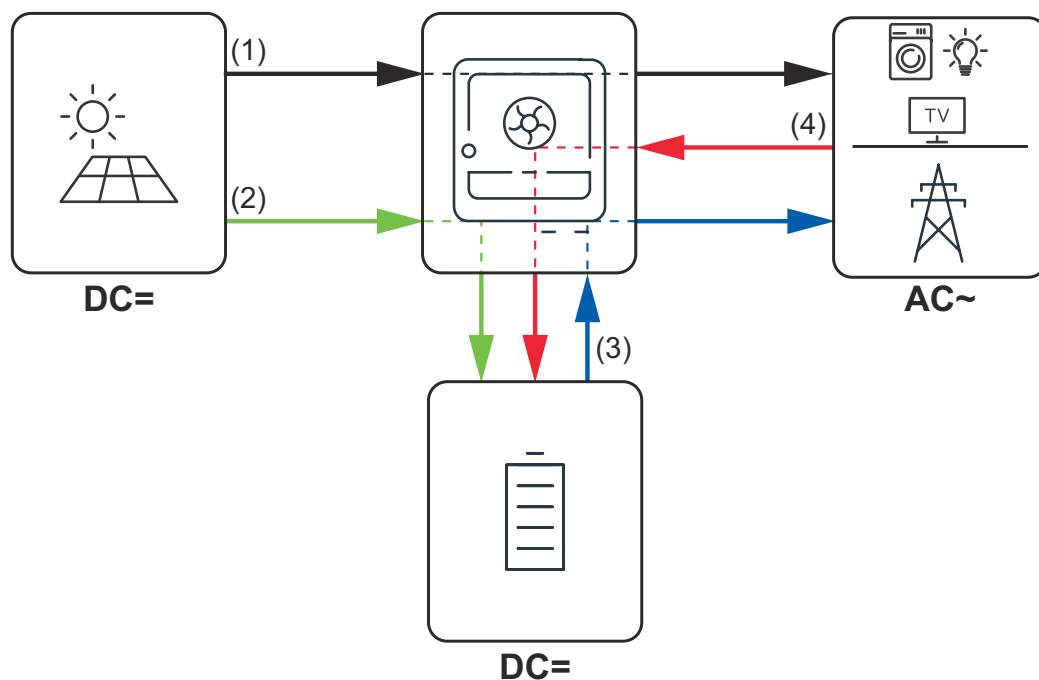 (1)
TV
(4)
(2)
DC=
AC~
(3)
DC=